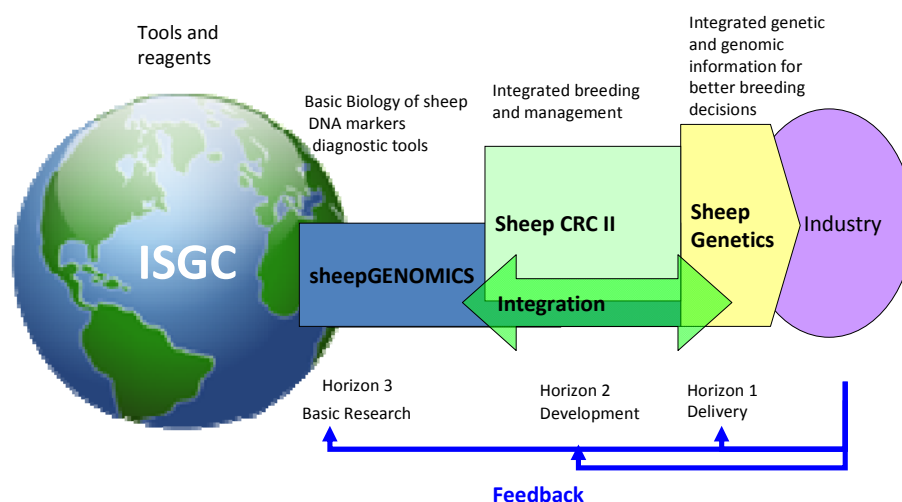 Tools and
reagents
Basic Biology of sheep
DNA markers
diagnostic tools
Integrated breeding
and management
Integrated genetic
and genomic
information for
better breeding
decisions
ISGC
sheepGENOMICS
Sheep CRC II
Integration
Sheep
Genetics
Industry
Horizon 3
Basic Research
Horizon 2
Development
Horizon 1
Delivery
Feedback